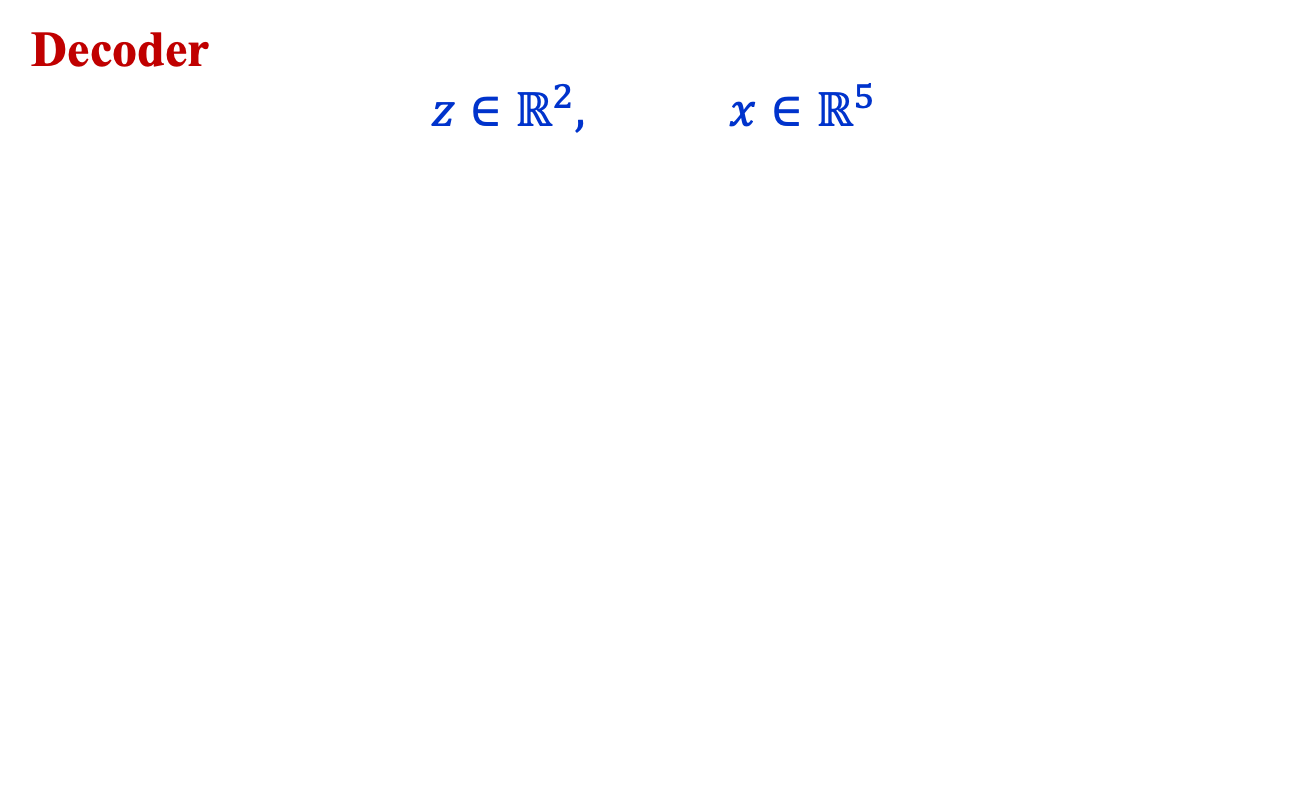 Decoder
𝑧 ∈ ℝ², 𝑥 ∈ ℝ⁵